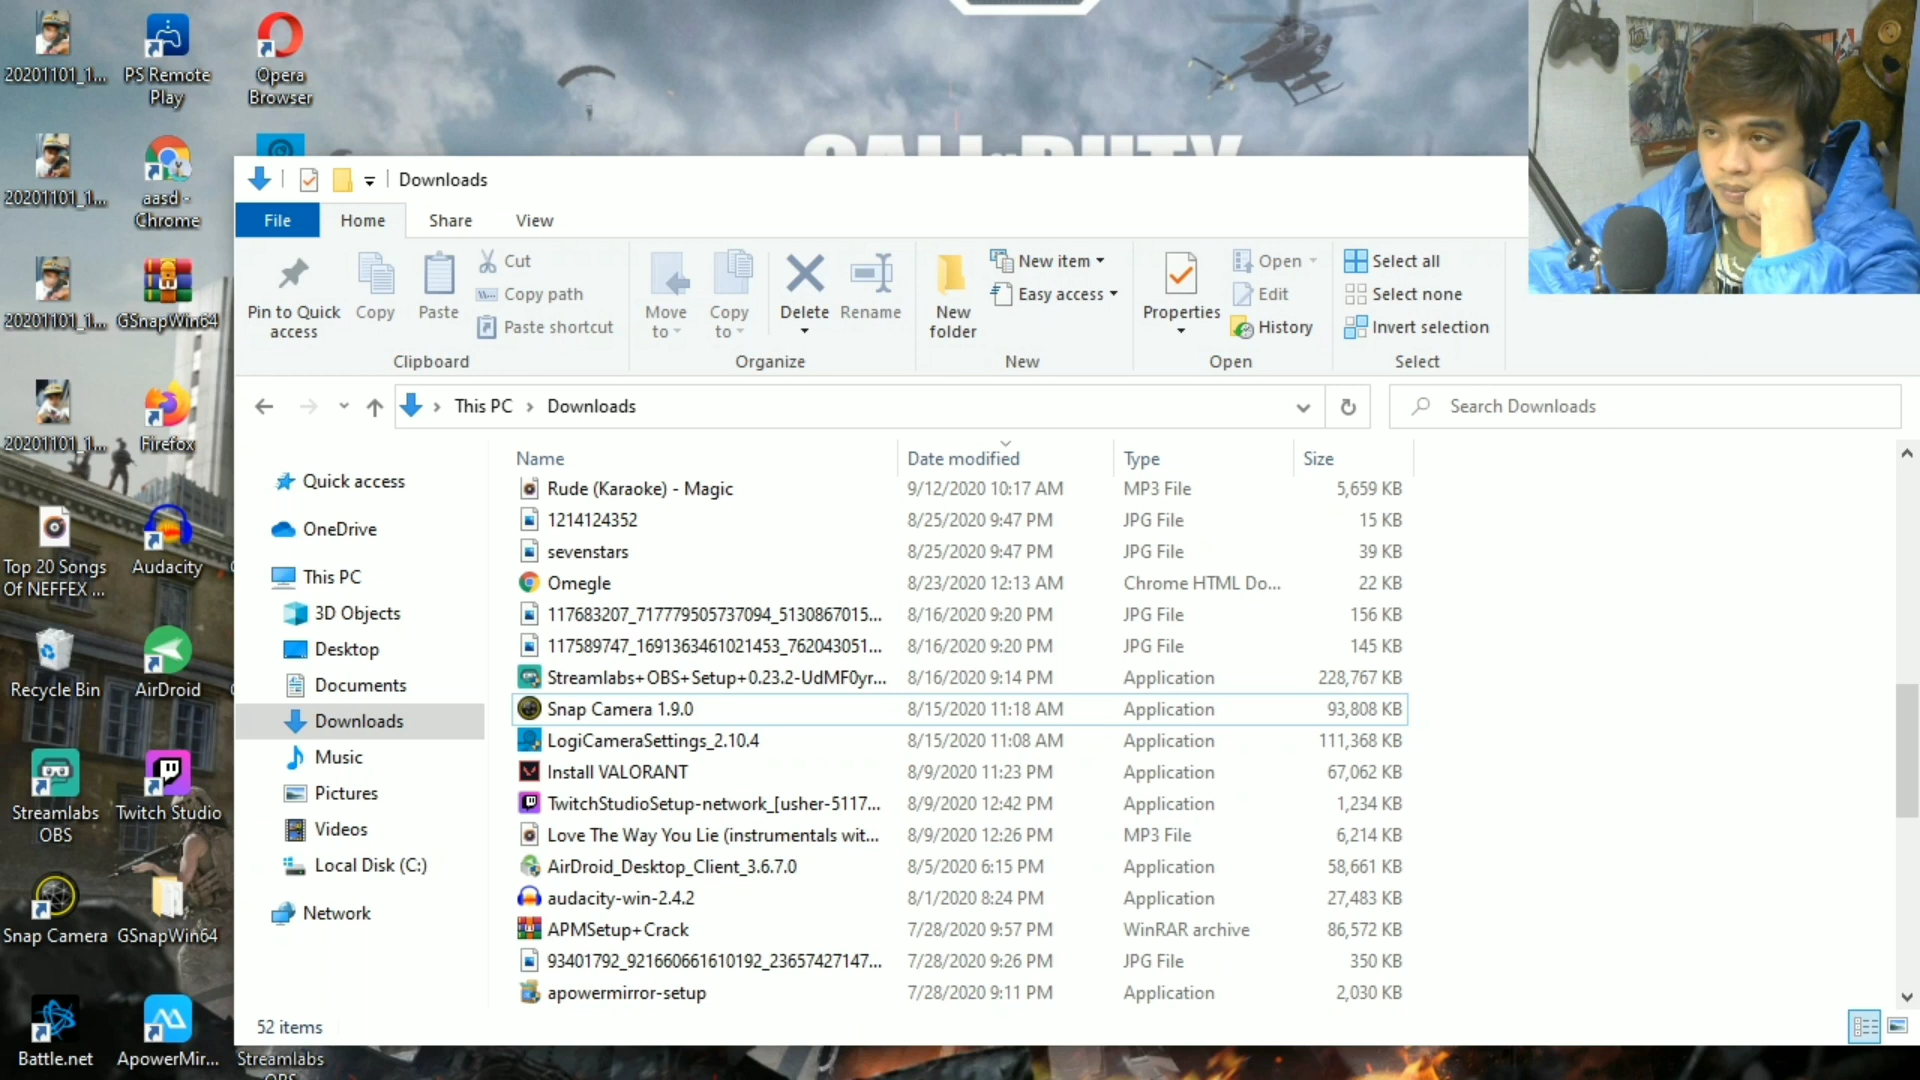 20201101_1...
PS Remote
Play
Opera
Browser
20201101_1...
aasd -
Chrome
20201101_1...
GSnapWin64
20201101_1...
Firefox
Top 20 Songs
Of NEFFEX ...
Audacity
Recycle Bin
AirDroid
Streamlabs
OBS
Twitch Studio
Snap Camera
GSnapWin64
Battle.net
ApowerMir...
Streamlabs
OBS
CALL OF DUTY
Downloads
File
Home
Share
View
Pin to Quick
access
Copy
Paste
Cut
Copy path
Paste shortcut
Clipboard
Move
to
Copy
to
Delete
Rename
Organize
New
folder
New item
Easy access
New
Properties
Open
Edit
History
Open
Select all
Select none
Invert selection
Select
This PC
Downloads
Search Downloads
Quick access
OneDrive
This PC
3D Objects
Desktop
Documents
Downloads
Music
Pictures
Videos
Local Disk (C:)
Network
Name Date modified Type Size
Rude (Karaoke) - Magic 9/12/2020 10:17 AM MP3 File 5,659 KB
1214124352 8/25/2020 9:47 PM JPG File 15 KB
sevenstars 8/25/2020 9:47 PM JPG File 39 KB
Omegle 8/23/2020 12:13 AM Chrome HTML Do... 22 KB
117683207_717779505737094_5130867015... 8/16/2020 9:20 PM JPG File 156 KB
117589747_1691363461021453_762043051... 8/16/2020 9:20 PM JPG File 145 KB
Streamlabs+OBS+Setup+0.23.2-UdMF0yr... 8/16/2020 9:14 PM Application 228,767 KB
Snap Camera 1.9.0 8/15/2020 11:18 AM Application 93,808 KB
LogiCameraSettings_2.10.4 8/15/2020 11:08 AM Application 111,368 KB
Install VALORANT 8/9/2020 11:23 PM Application 67,062 KB
TwitchStudioSetup-network_[usher-5117... 8/9/2020 12:42 PM Application 1,234 KB
Love The Way You Lie (instrumentals wit... 8/9/2020 12:26 PM MP3 File 6,214 KB
AirDroid_Desktop_Client_3.6.7.0 8/5/2020 6:15 PM Application 58,661 KB
audacity-win-2.4.2 8/1/2020 8:24 PM Application 27,483 KB
APMSetup+Crack 7/28/2020 9:57 PM WinRAR archive 86,572 KB
93401792_921660661610192_23657427147... 7/28/2020 9:26 PM JPG File 350 KB
apowermirror-setup 7/28/2020 9:11 PM Application 2,030 KB
52 items